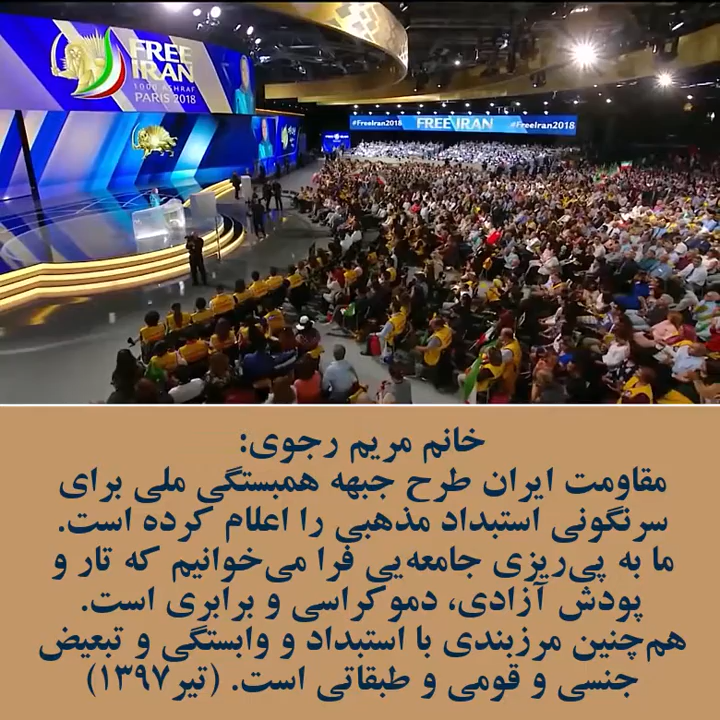 FREE
IRAN
1000 ASHRAF
PARIS 2018
#FreeIran2018
FREE IRAN
#FreeIran2018
خانم مریم رجوی:
مقاومت ایران طرح جبهه همبستگی ملی برای
سرنگونی استبداد مذهبی را اعلام کرده است.
ما به پی‌ریزی جامعه‌یی فرا می‌خوانیم که تار و
پودش آزادی، دموکراسی و برابری است.
هم‌چنین مرزبندی با استبداد و وابستگی و تبعیض
جنسی و قومی و طبقاتی است. (تیر۱۳۹۷)